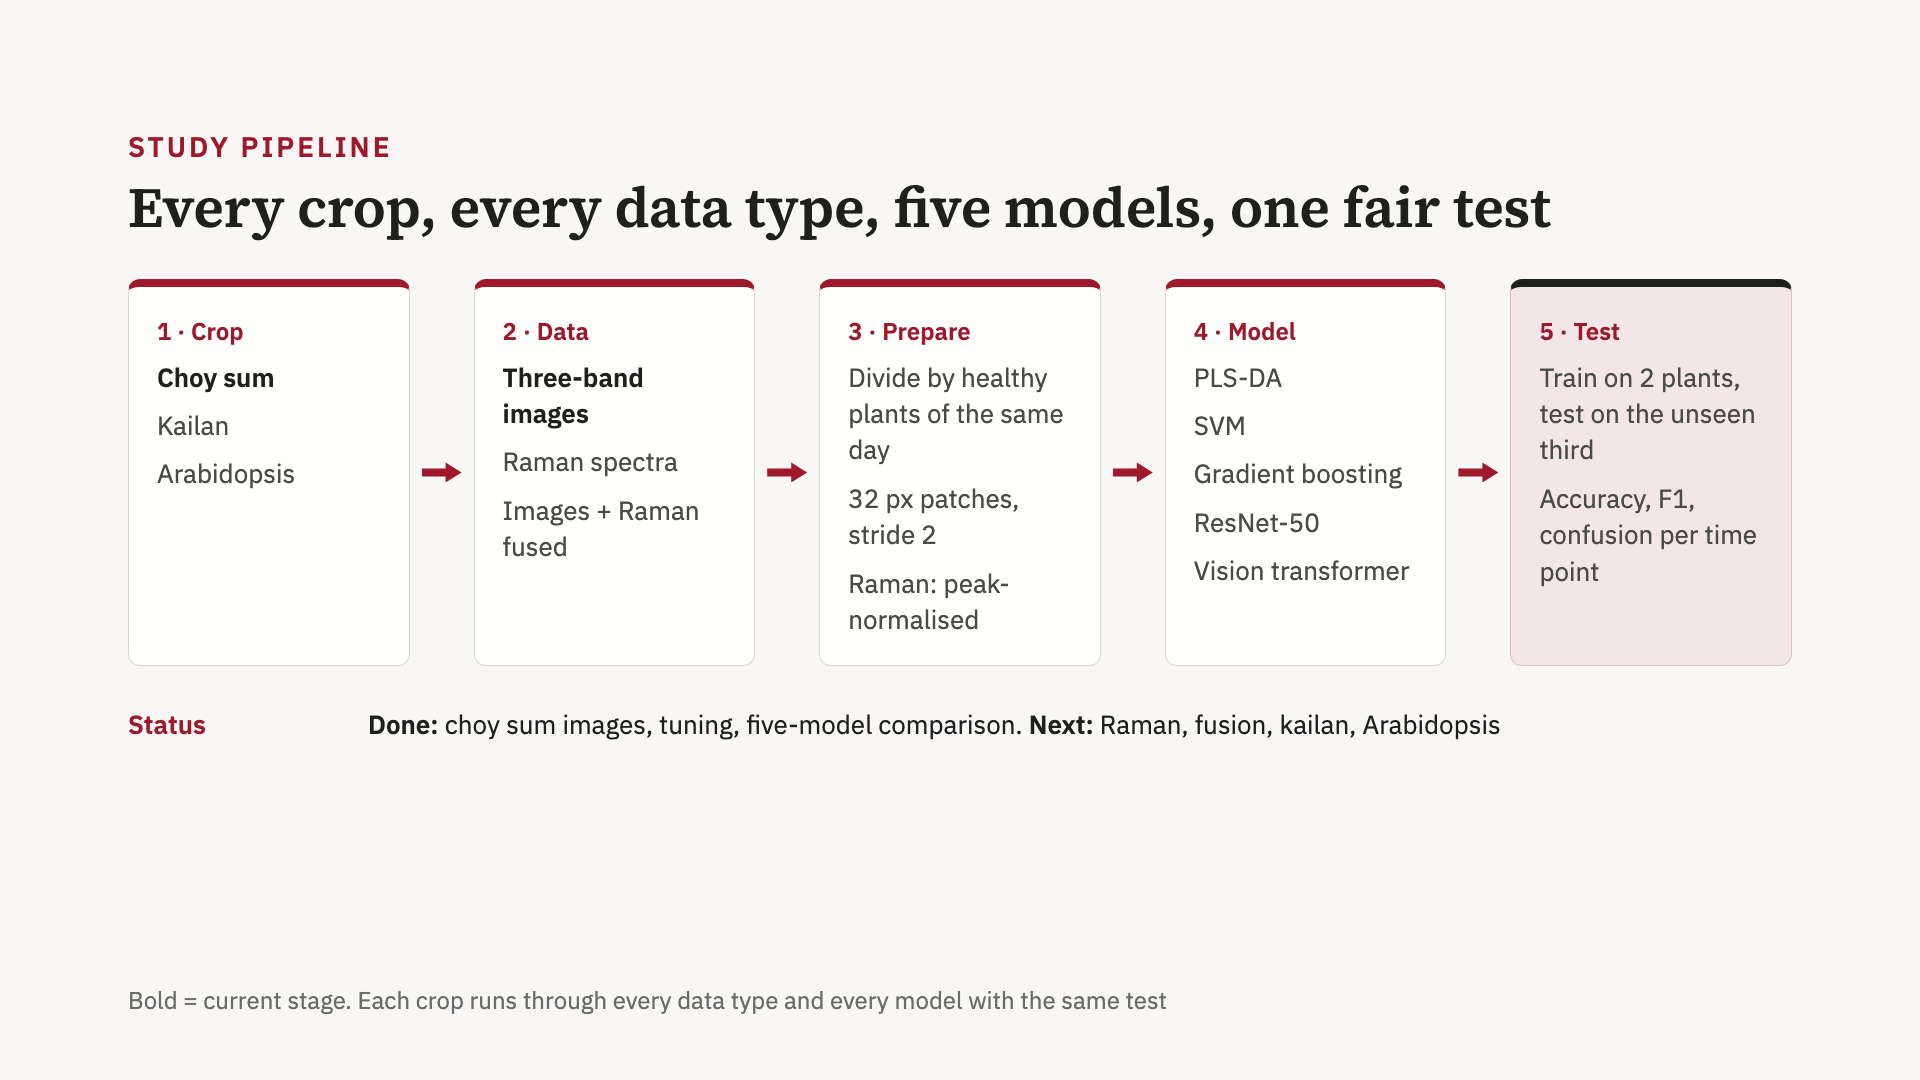 STUDY PIPELINE
Every crop, every data type, five models, one fair test
1 · Crop
Choy sum
Kailan
Arabidopsis
2 · Data
Three-band
images
Raman spectra
Images + Raman
fused
3 · Prepare
Divide by healthy
plants of the same
day
32 px patches,
stride 2
Raman: peak-
normalised
4 · Model
PLS-DA
SVM
Gradient boosting
ResNet-50
Vision transformer
5 · Test
Train on 2 plants,
test on the unseen
third
Accuracy, F1,
confusion per time
point
Status
Done: choy sum images, tuning, five-model comparison. Next: Raman, fusion, kailan, Arabidopsis
Bold = current stage. Each crop runs through every data type and every model with the same test